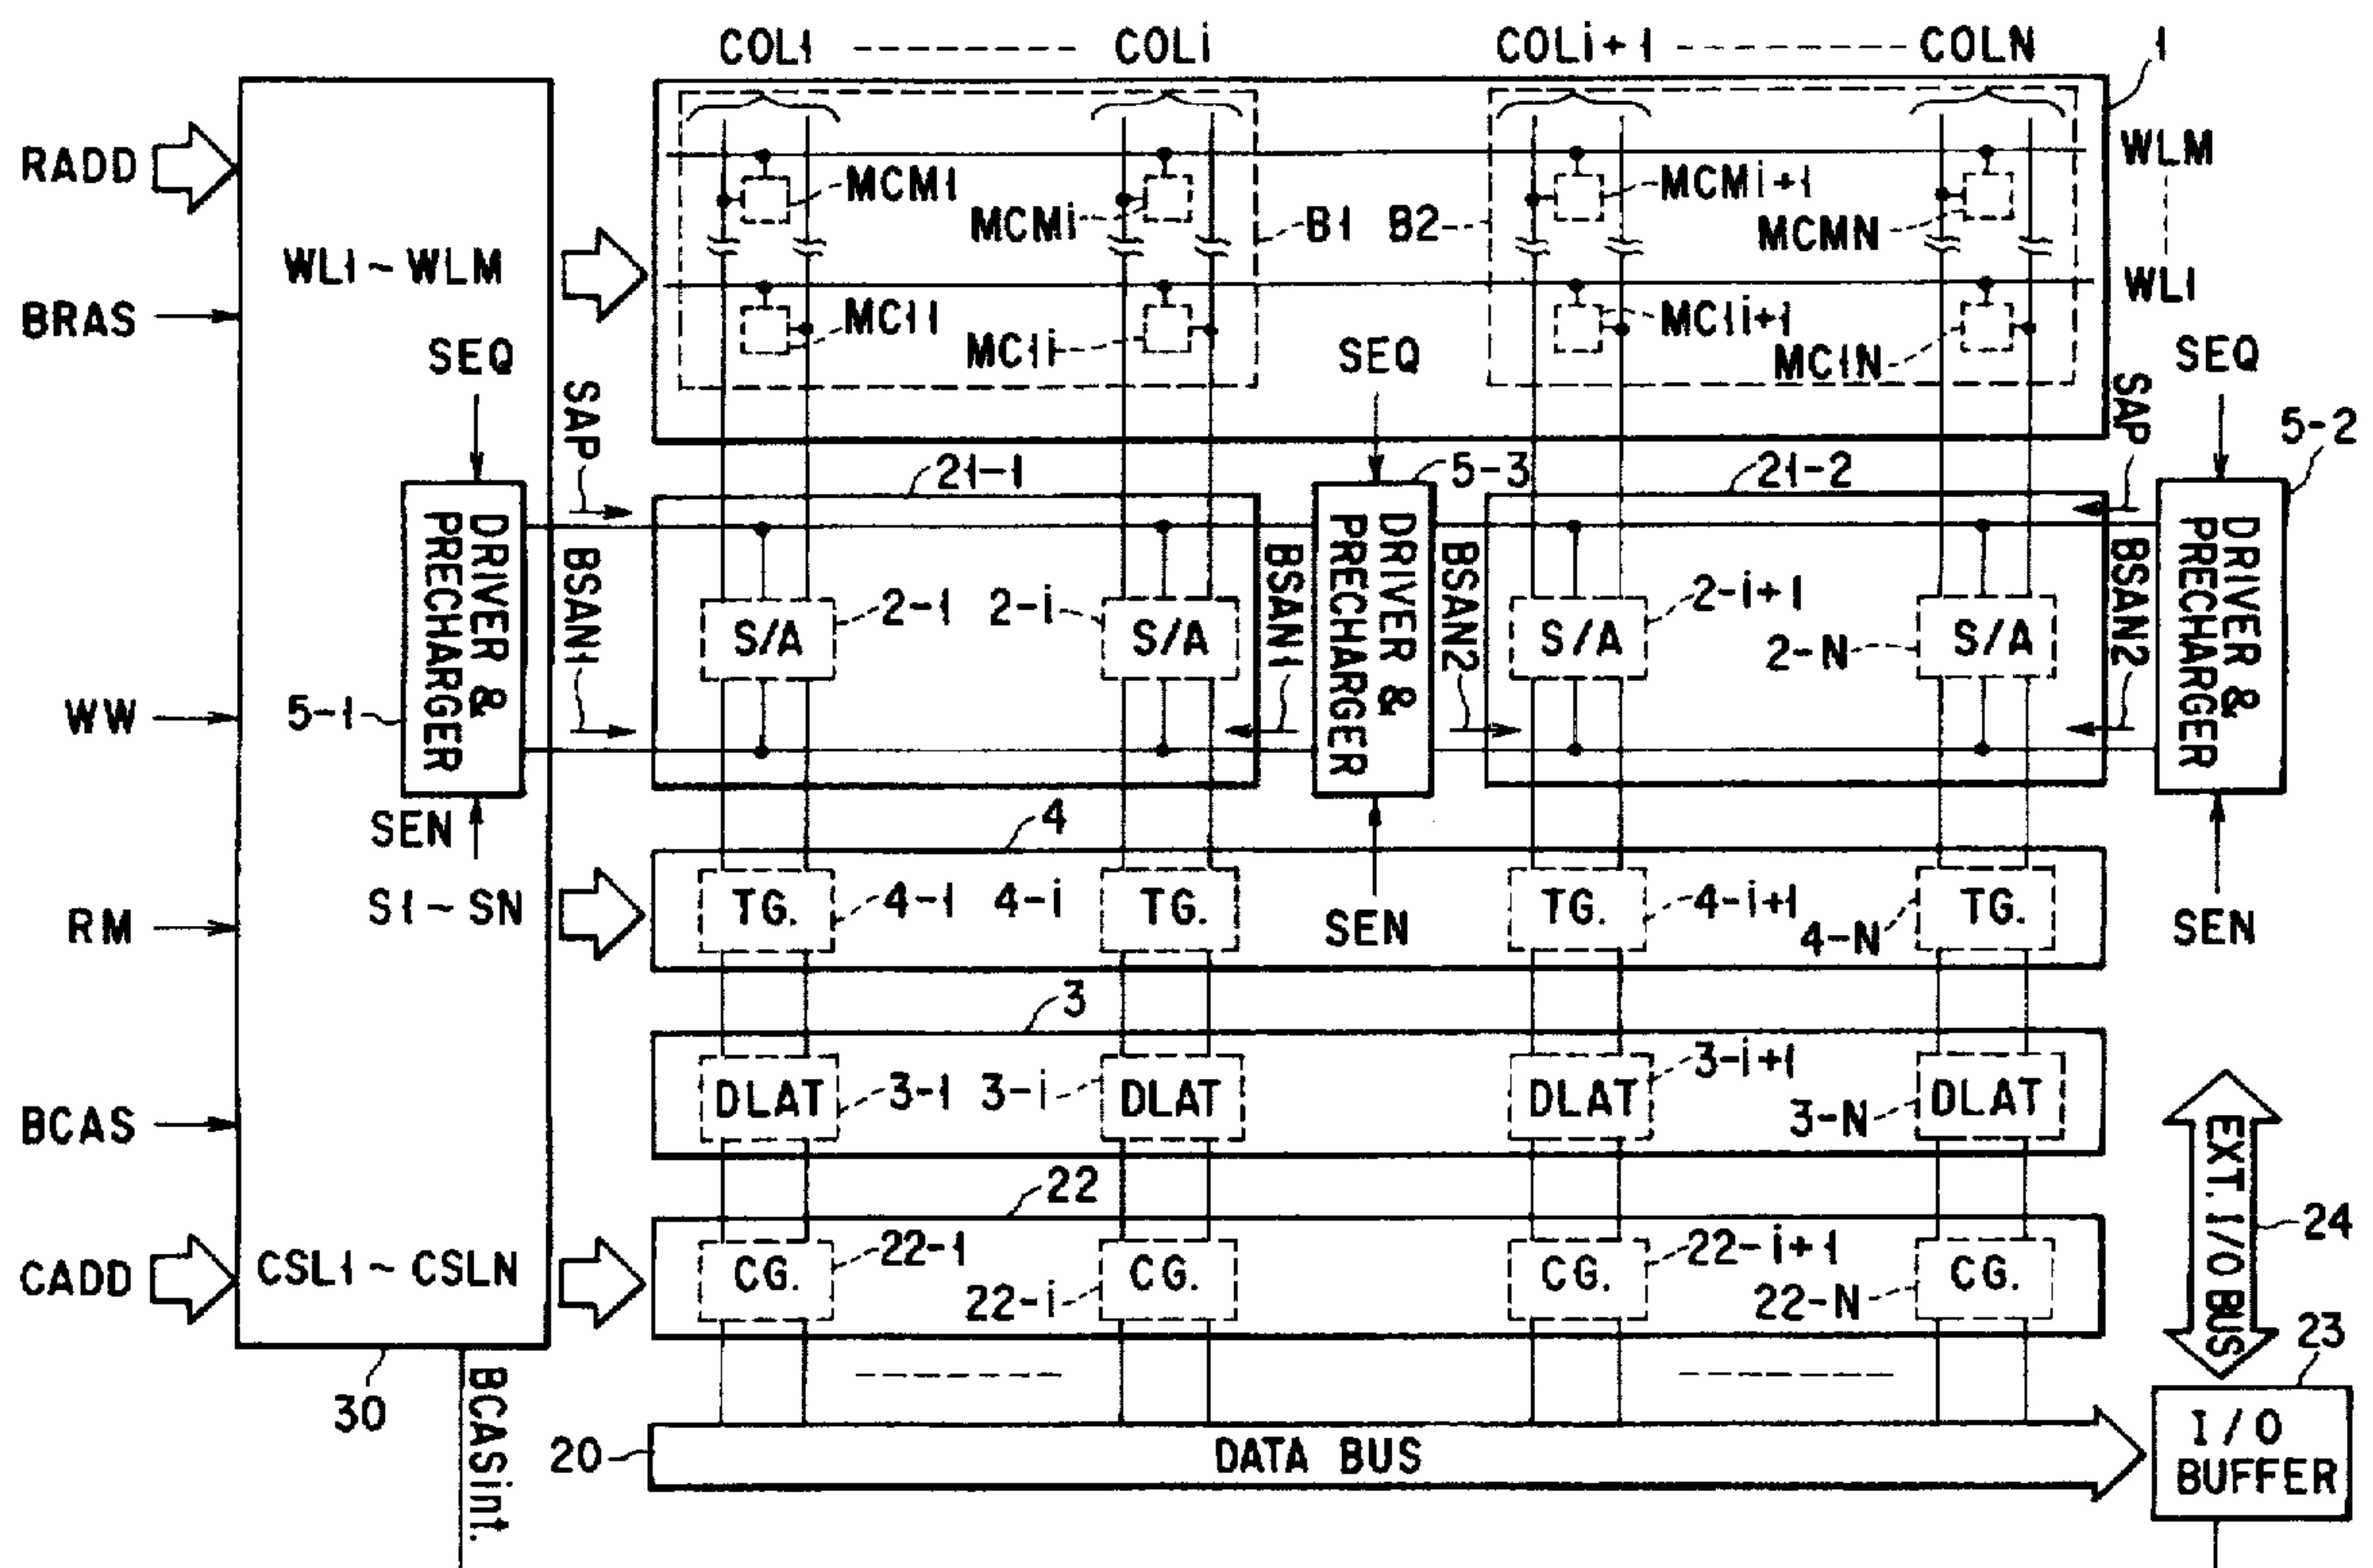 COL1 COLi COLi+1 COLN 1
RADD
WLM
MCM1 MCMi B1 B2 MCMi+1 MCMN
WL1~WLM
WL1
BRAS
MC11 MC1i MC1i+1 MC1N
SEQ SAP SEQ SAP SEQ
5-2
21-1 5-3 21-2
DRIVER & PRECHARGER
BSAN1
BSAN1
DRIVER & PRECHARGER
BSAN2
BSAN2
DRIVER & PRECHARGER
S/A 2-1 2-i S/A S/A 2-i+1 2-N S/A
WW 5-1
SEN 4
RM S1~SN TG. 4-1 4-i TG. SEN TG. 4-i+1 4-N TG. SEN
3
BCAS DLAT 3-1 3-i DLAT DLAT 3-i+1 3-N DLAT
22
EXT. I/O BUS 24
CADD CSL1~CSLN CG. 22-1 22-i CG. CG. 22-i+1 22-N CG.
23
30
BCASint.
20 DATA BUS
I/O
BUFFER